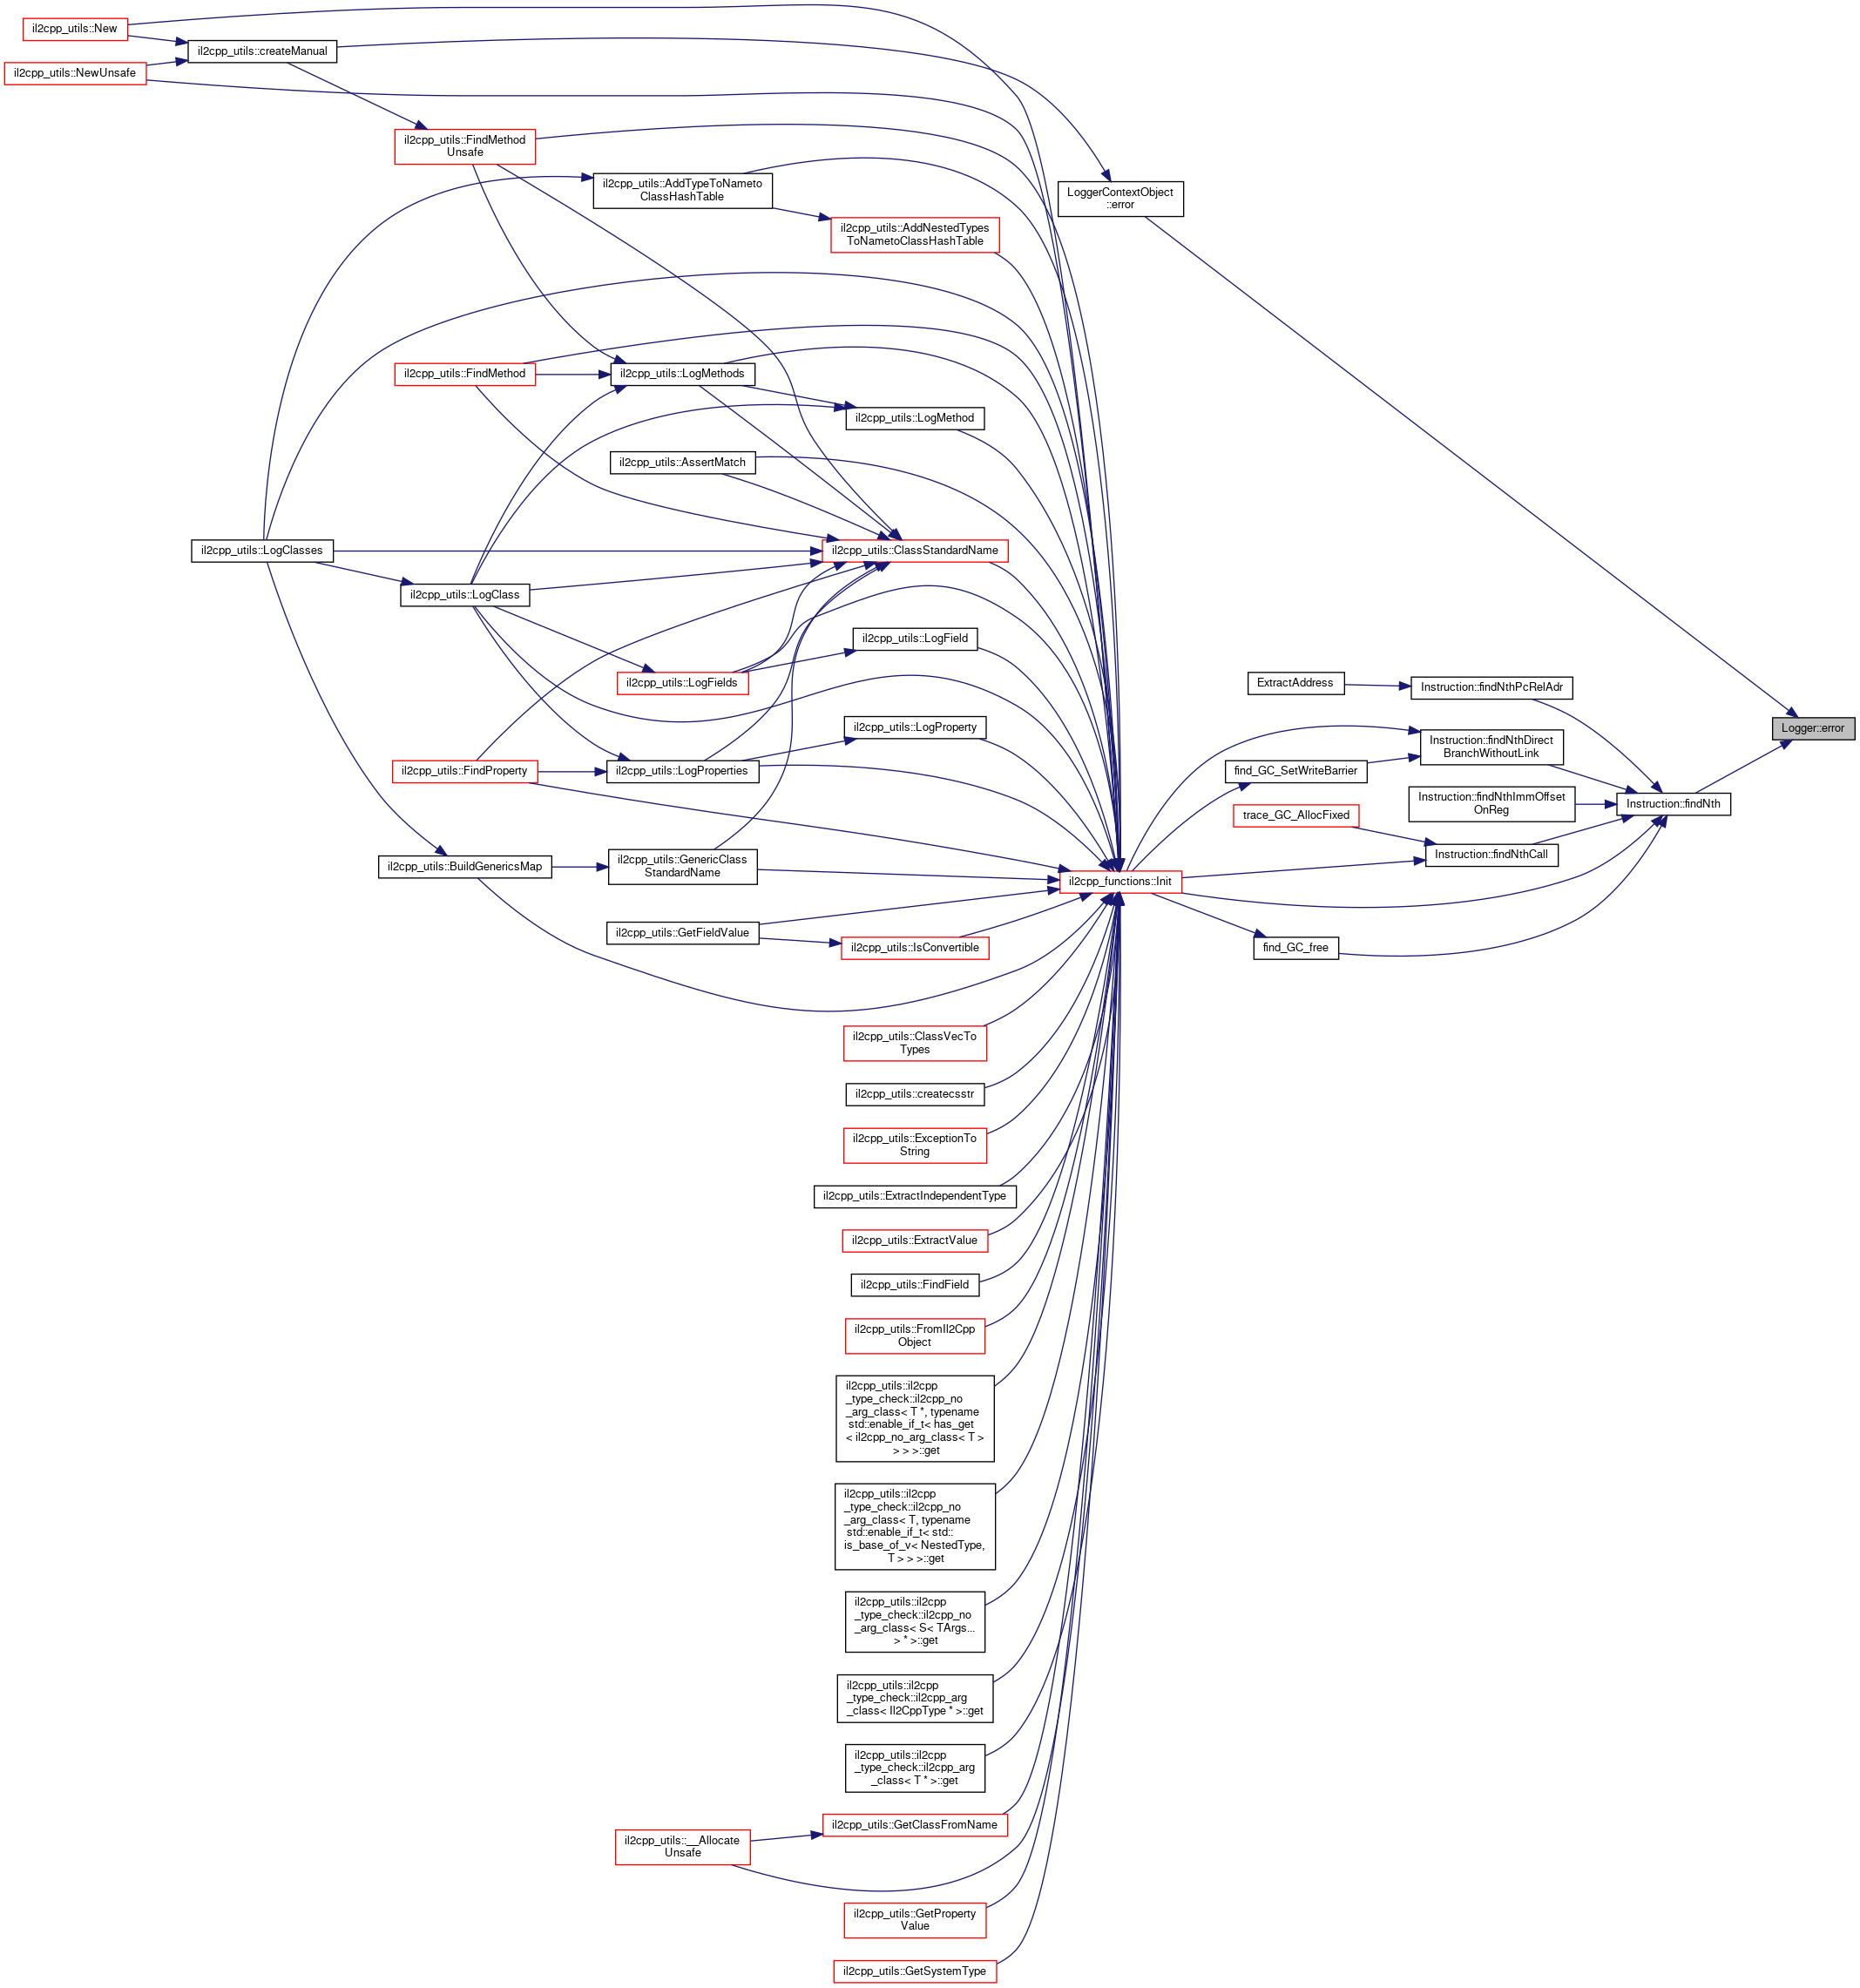 il2cpp_utils::New
il2cpp_utils::createManual
il2cpp_utils::NewUnsafe
il2cpp_utils::FindMethod
Unsafe
il2cpp_utils::AddTypeToNameto
ClassHashTable
LoggerContextObject
::error
il2cpp_utils::AddNestedTypes
ToNametoClassHashTable
il2cpp_utils::FindMethod
il2cpp_utils::LogMethods
il2cpp_utils::LogMethod
il2cpp_utils::AssertMatch
il2cpp_utils::LogClasses
il2cpp_utils::ClassStandardName
il2cpp_utils::LogClass
il2cpp_utils::LogField
il2cpp_utils::LogFields
ExtractAddress
Instruction::findNthPcRelAdr
il2cpp_utils::LogProperty
Logger::error
Instruction::findNthDirect
BranchWithoutLink
il2cpp_utils::FindProperty
il2cpp_utils::LogProperties
find_GC_SetWriteBarrier
Instruction::findNthImmOffset
OnReg
Instruction::findNth
trace_GC_AllocFixed
Instruction::findNthCall
il2cpp_utils::BuildGenericsMap
il2cpp_utils::GenericClass
StandardName
il2cpp_functions::Init
il2cpp_utils::GetFieldValue
il2cpp_utils::IsConvertible
find_GC_free
il2cpp_utils::ClassVecTo
Types
il2cpp_utils::createcsstr
il2cpp_utils::ExceptionTo
String
il2cpp_utils::ExtractIndependentType
il2cpp_utils::ExtractValue
il2cpp_utils::FindField
il2cpp_utils::FromIl2Cpp
Object
il2cpp_utils::il2cpp
_type_check::il2cpp_no
_arg_class< T *, typename
std::enable_if_t< has_get
< il2cpp_no_arg_class< T >
> > > >::get
il2cpp_utils::il2cpp
_type_check::il2cpp_no
_arg_class< T, typename
std::enable_if_t< std::
is_base_of_v< NestedType,
T > > >::get
il2cpp_utils::il2cpp
_type_check::il2cpp_no
_arg_class< S< TArgs...
> * >::get
il2cpp_utils::il2cpp
_type_check::il2cpp_arg
_class< Il2CppType * >::get
il2cpp_utils::il2cpp
_type_check::il2cpp_arg
_class< T * >::get
il2cpp_utils::GetClassFromName
il2cpp_utils::__Allocate
Unsafe
il2cpp_utils::GetProperty
Value
il2cpp_utils::GetSystemType